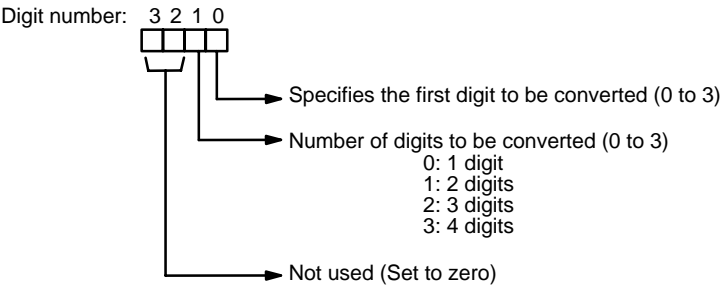 Digit number: 3 2 1 0
Specifies the first digit to be converted (0 to 3)
Number of digits to be converted (0 to 3)
0: 1 digit
1: 2 digits
2: 3 digits
3: 4 digits
Not used (Set to zero)